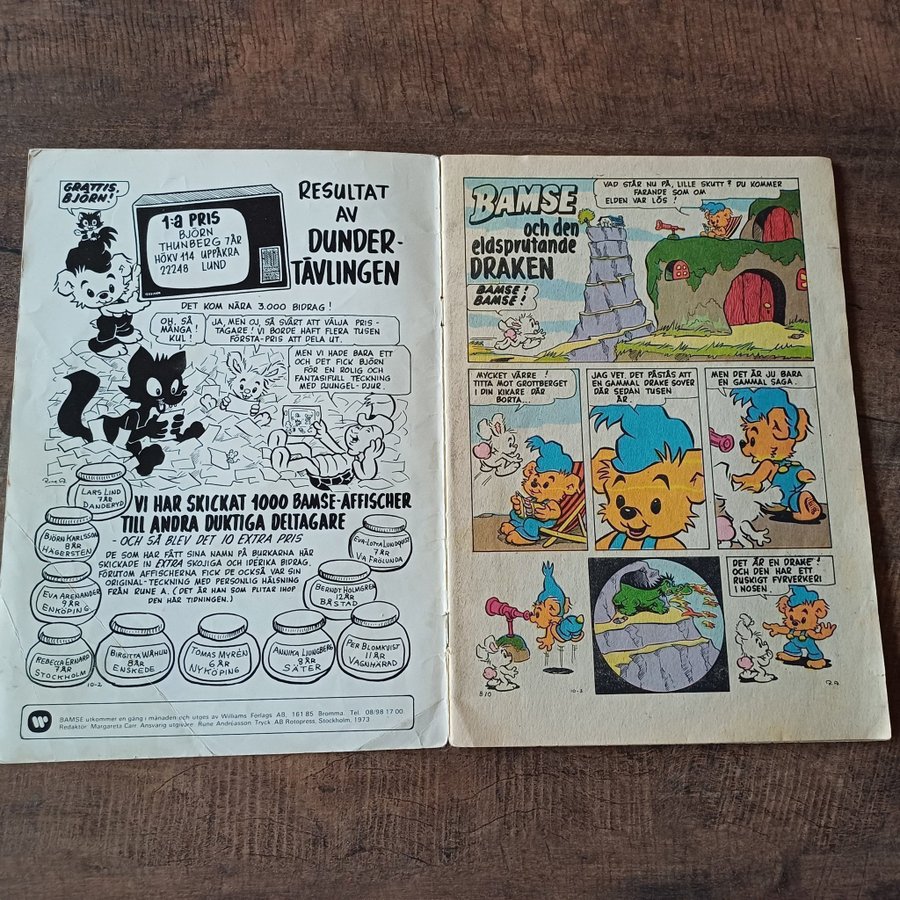 GRATTIS,
BJÖRN!
1:a PRIS
BJÖRN
THUNBERG 7ÅR
HÖKV 114 UPPÅKRA
22248 LUND
RESULTAT
AV
DUNDER-
TÄVLINGEN
DET KOM NÄRA 3.000 BIDRAG!
OH, SÅ
MÅNGA!
KUL!
JA, MEN OJ, SÅ SVÅRT ATT VÄLJA PRIS-
TAGARE! VI BORDE HAFT FLERA TUSEN
FÖRSTA-PRIS ATT DELA UT.
MEN VI HADE BARA ETT
OCH DET FICK BJÖRN
FÖR EN ROLIG OCH
FANTASIFULL TECKNING
MED DJUNGEL-DJUR.
RUNE A.
VI HAR SKICKAT 1000 BAMSE-AFFISCHER
TILL ANDRA DUKTIGA DELTAGARE
- OCH SÅ BLEV DET 10 EXTRA PRIS
DE SOM HAR FÅTT SINA NAMN PÅ BURKARNA HÄR
SKICKADE IN EXTRA SKOJIGA OCH IDERIKA BIDRAG.
FÖRUTOM AFFISCHERNA FICK DE OCKSÅ VAR SIN
ORIGINAL-TECKNING MED PERSONLIG HÄLSNING
FRÅN RUNE A. (DET ÄR HAN SOM PLITAR IHOP
DEN HÄR TIDNINGEN.)
LARS LIND
7ÅR
DANDERYD
BJÖRN KARLSSON
8ÅR
HÄGERSTEN
EVA ARENANDER
9ÅR
ENKÖPING
REBECCA ERHARD
7ÅR
STOCKHOLM
BIRGITTA WÅHLIN
8ÅR
ENSKEDE
TOMAS MYRÉN
6ÅR
NYKÖPING
ANNIKA LJUNGBERG
8ÅR
SÄTER
PER BLOMKVIST
11ÅR
VAGNHÄRAD
BERNDT HOLMGREN
12ÅR
BÅSTAD
EVA-LOTTA LUNDQVIST
7ÅR
V:A FRÖLUNDA
10-2
BAMSE utkommer en gång i månaden och utges av Williams Förlags AB, 161 85 Bromma. Tel. 08/98 17 00
Redaktör: Margareta Carr. Ansvarig utgivare: Rune Andréasson. Tryck: AB Rotopress, Stockholm, 1973
BAMSE
och den
eldsprutande
DRAKEN
VAD STÅR NU PÅ, LILLE SKUTT? DU KOMMER
FARANDE SOM OM
ELDEN VAR LÖS!
BAMSE!
BAMSE!
MYCKET VÄRRE!
TITTA MOT GROTTBERGET
I DIN KIKARE DÄR
BORTA...
JAG VET. DET PÅSTÅS ATT
EN GAMMAL DRAKE SOVER
DÄR SEDAN TUSEN
ÅR...
MEN DET ÄR JU BARA
EN GAMMAL SAGA.
DET ÄR EN DRAKE!
OCH DEN HAR ETT
RUSKIGT FYRVERKERI
I NOSEN...
B10
10-3
R.A